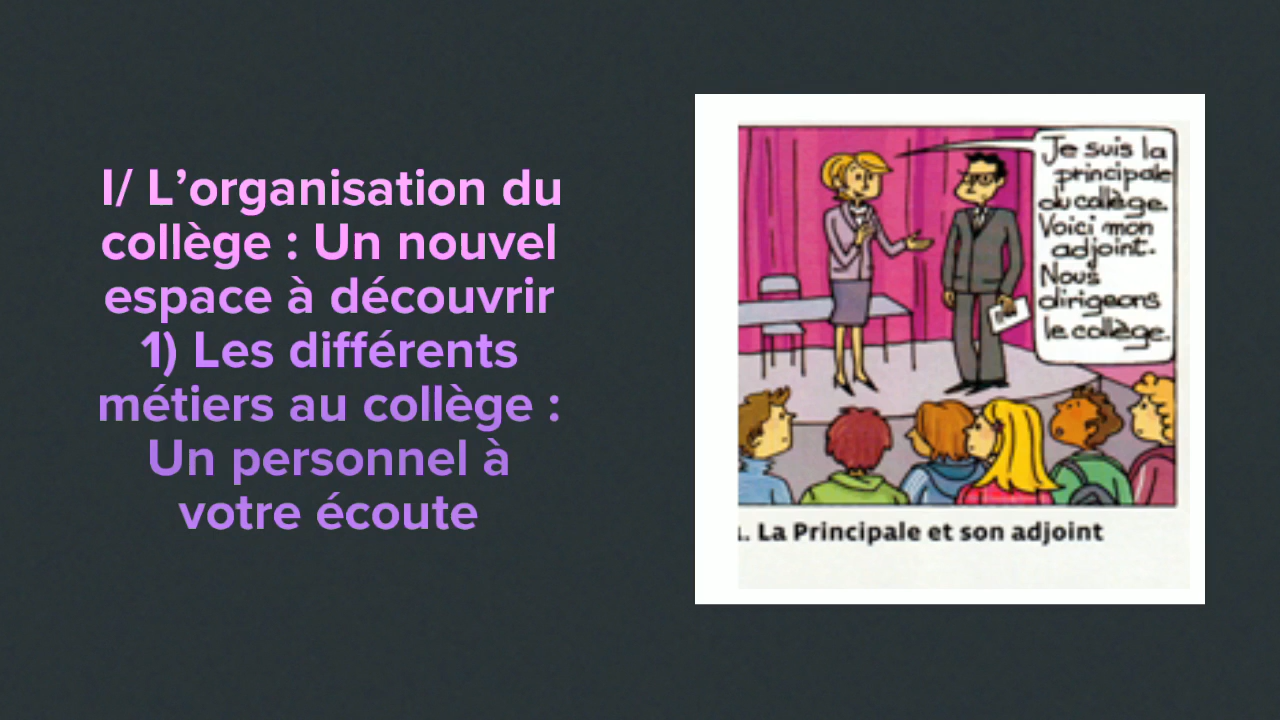 I/ L’organisation du
collège : Un nouvel
espace à découvrir
1) Les différents
métiers au collège :
Un personnel à
votre écoute
Je suis la
principale
du collège.
Voici mon
adjoint.
Nous
dirigeons
le collège.
1. La Principale et son adjoint